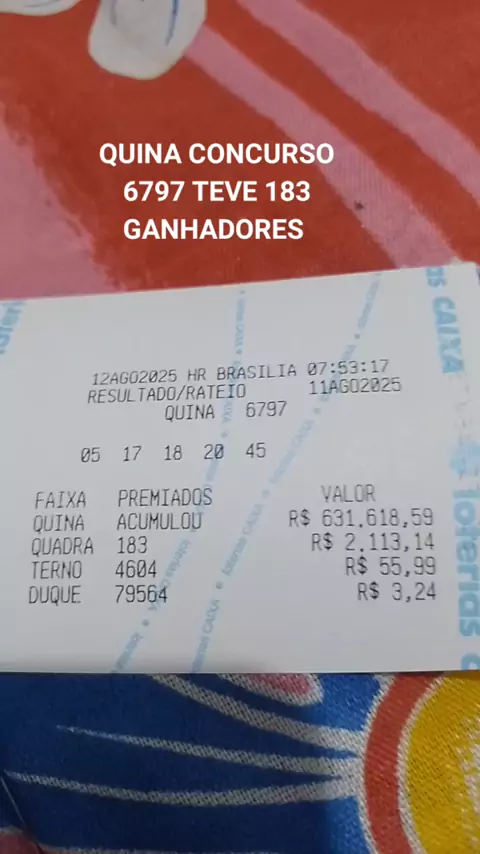 QUINA CONCURSO
6797 TEVE 183
GANHADORES
12AGO2025 HR BRASILIA 07:53:17
RESULTADO/RATEIO 11AGO2025
QUINA 6797
05 17 18 20 45
FAIXA PREMIADOS VALOR
QUINA ACUMULOU R$ 631.618,59
QUADRA 183 R$ 2.113,14
TERNO 4604 R$ 55,99
DUQUE 79564 R$ 3,24
loterias CAIXA